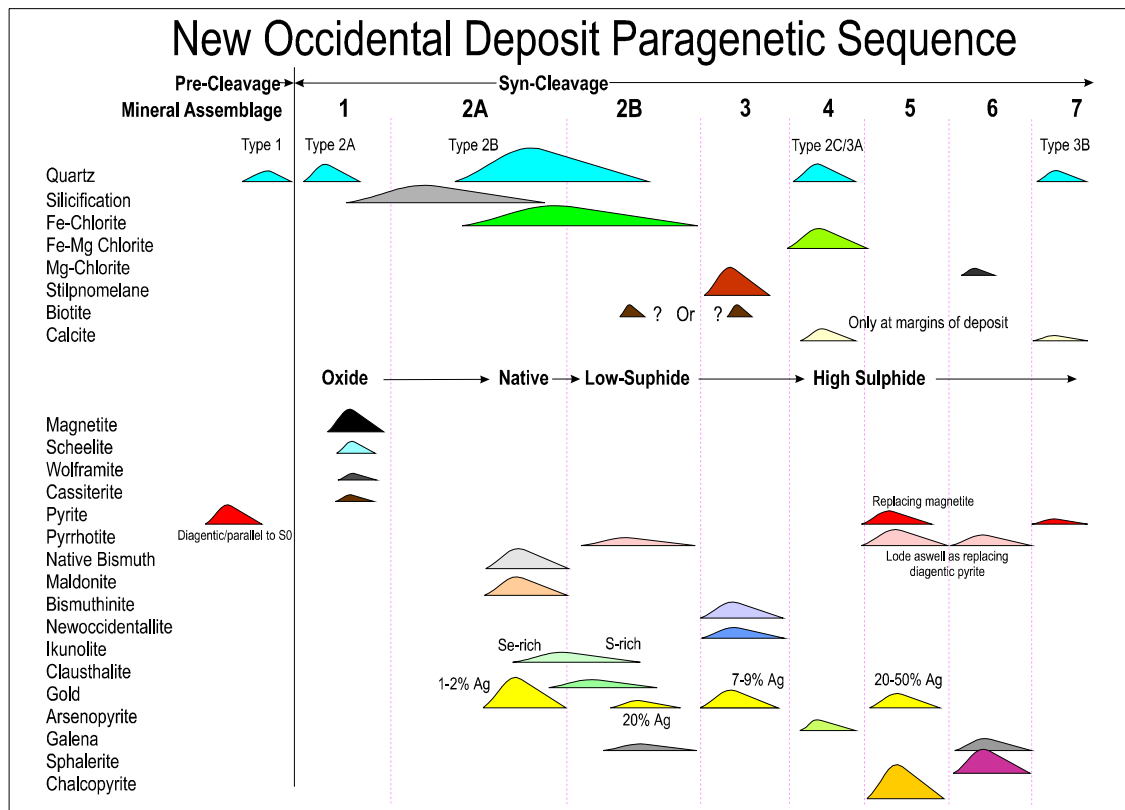 New Occidental Deposit Paragenetic Sequence
Pre-Cleavage Syn-Cleavage
Mineral Assemblage 1 2A 2B 3 4 5 6 7
Type 1 Type 2A Type 2B Type 2C/3A Type 3B
Quartz
Silicification
Fe-Chlorite
Fe-Mg Chlorite
Mg-Chlorite
Stilpnomelane
Biotite ? Or ?
Calcite Only at margins of deposit
Oxide Native Low-Suphide High Sulphide
Magnetite
Scheelite
Wolframite
Cassiterite
Replacing magnetite
Pyrite
Diagentic/parallel to S0
Pyrrhotite
Lode aswell as replacing
diagentic pyrite
Native Bismuth
Maldonite
Bismuthinite
Newoccidentallite
Ikunolite
Se-rich S-rich
Clausthalite
1-2% Ag 7-9% Ag 20-50% Ag
Gold
Arsenopyrite
20% Ag
Galena
Sphalerite
Chalcopyrite